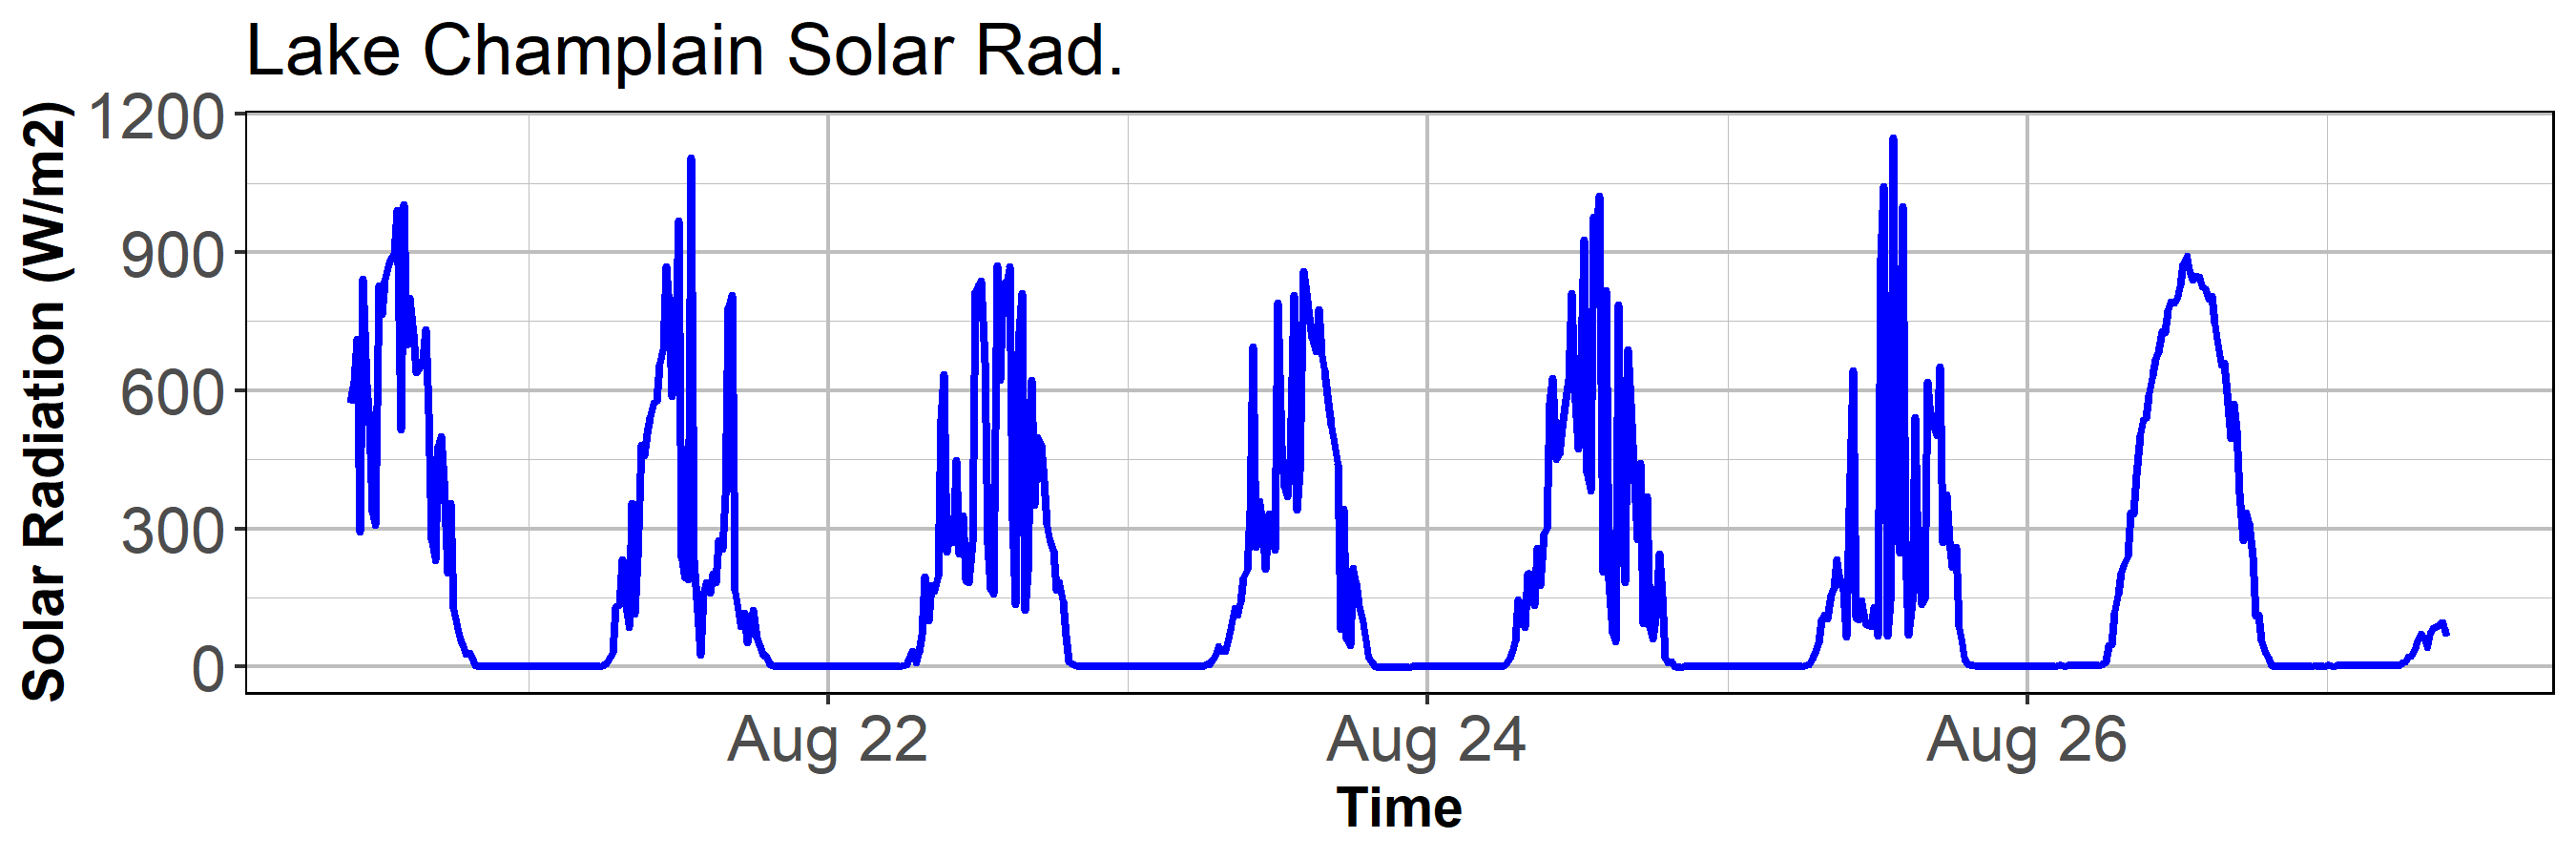 Lake Champlain Solar Rad.
Solar Radiation (W/m2)
1200
900
600
300
0
Aug 22
Aug 24
Aug 26
Time